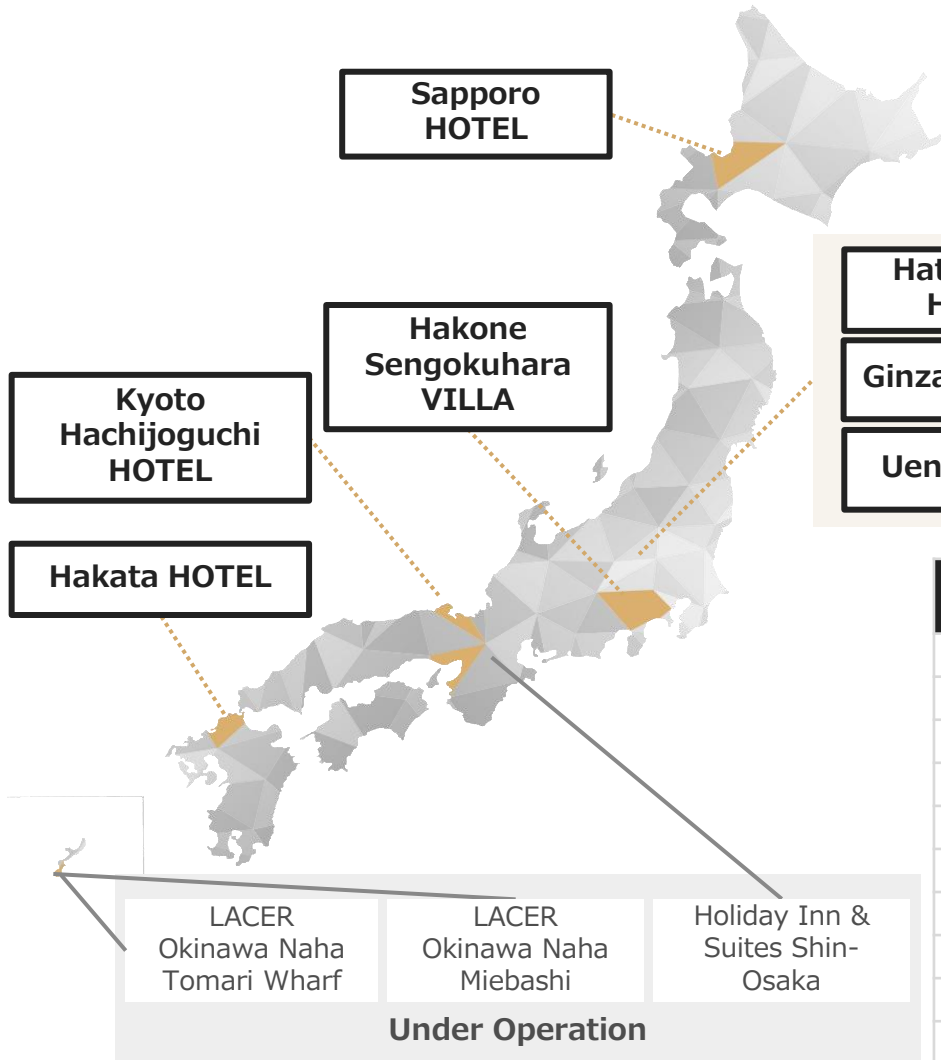 Sapporo
HOTEL
Hakone
Sengokuhara
VILLA
Kyoto
Hachijoguchi
HOTEL
Hakata HOTEL
LACER
Okinawa Naha
Tomari Wharf
LACER
Okinawa Naha
Miebashi
Holiday Inn &
Suites Shin-
Osaka
Under Operation